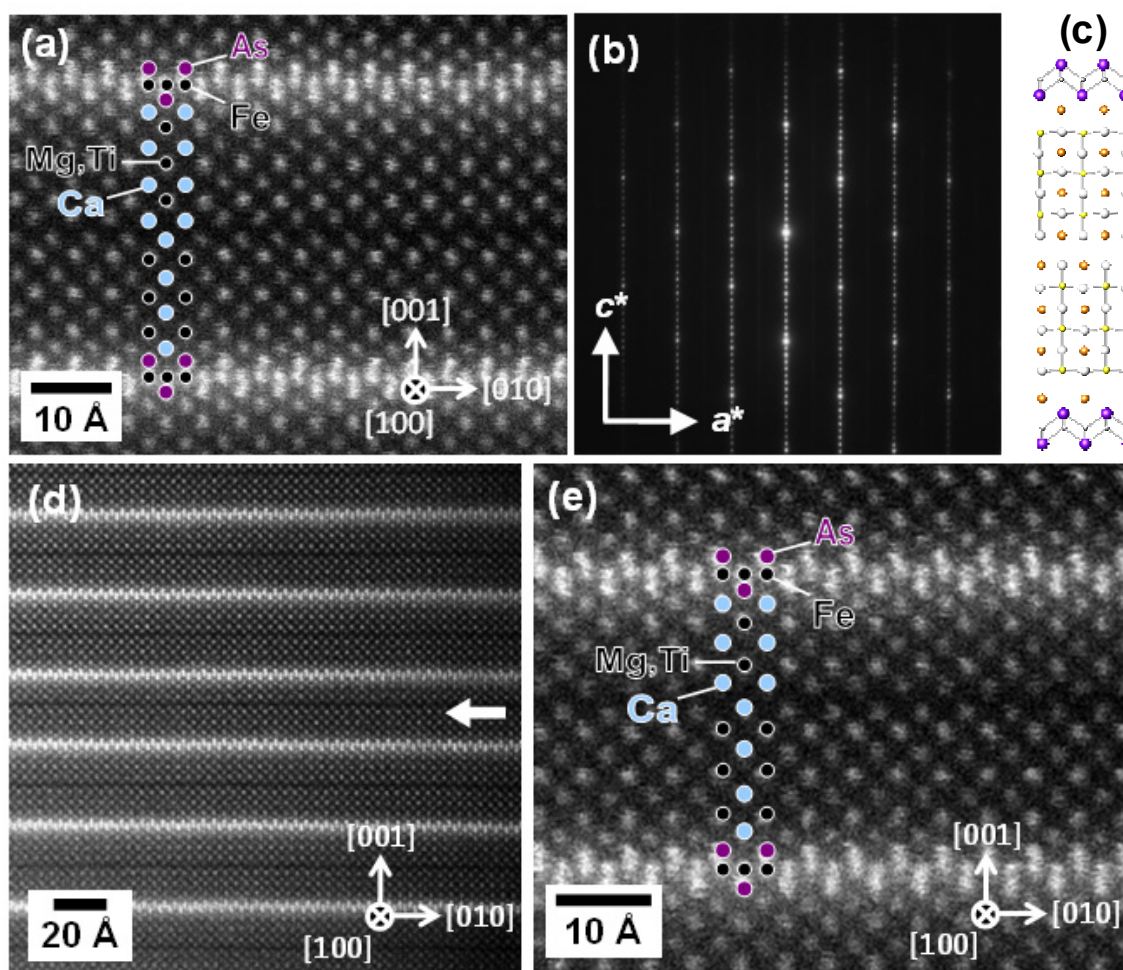 (a)
As
Fe
Mg,Ti
Ca
[001]
[010]
[100]
10 Å
(b)
c*
a*
(c)
(d)
[001]
[010]
[100]
20 Å
(e)
As
Fe
Mg,Ti
Ca
[001]
[010]
[100]
10 Å